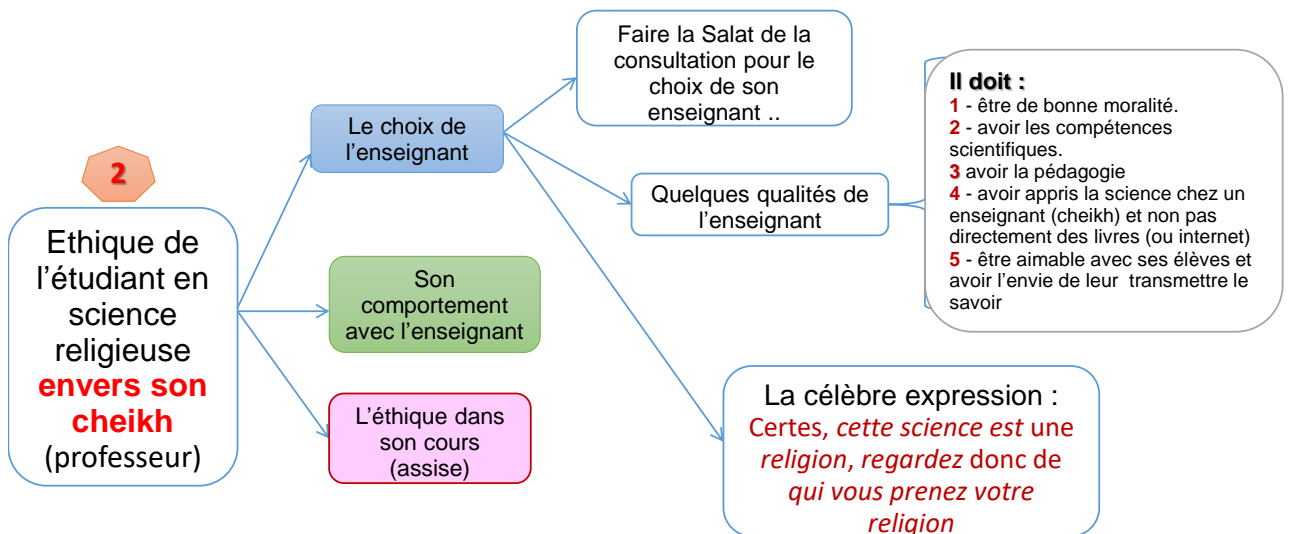 2
Ethique de
l’étudiant en
science
religieuse
envers son
cheikh
(professeur)
Le choix de
l’enseignant
Son
comportement
avec l’enseignant
L’éthique dans
son cours
(assise)
Faire la Salat de la
consultation pour le
choix de son
enseignant ..
Quelques qualités de
l’enseignant
Il doit :
1 - être de bonne moralité.
2 - avoir les compétences
scientifiques.
3 avoir la pédagogie
4 - avoir appris la science chez un
enseignant (cheikh) et non pas
directement des livres (ou internet)
5 - être aimable avec ses élèves et
avoir l’envie de leur transmettre le
savoir
La célèbre expression :
Certes, cette science est une
religion, regardez donc de
qui vous prenez votre
religion